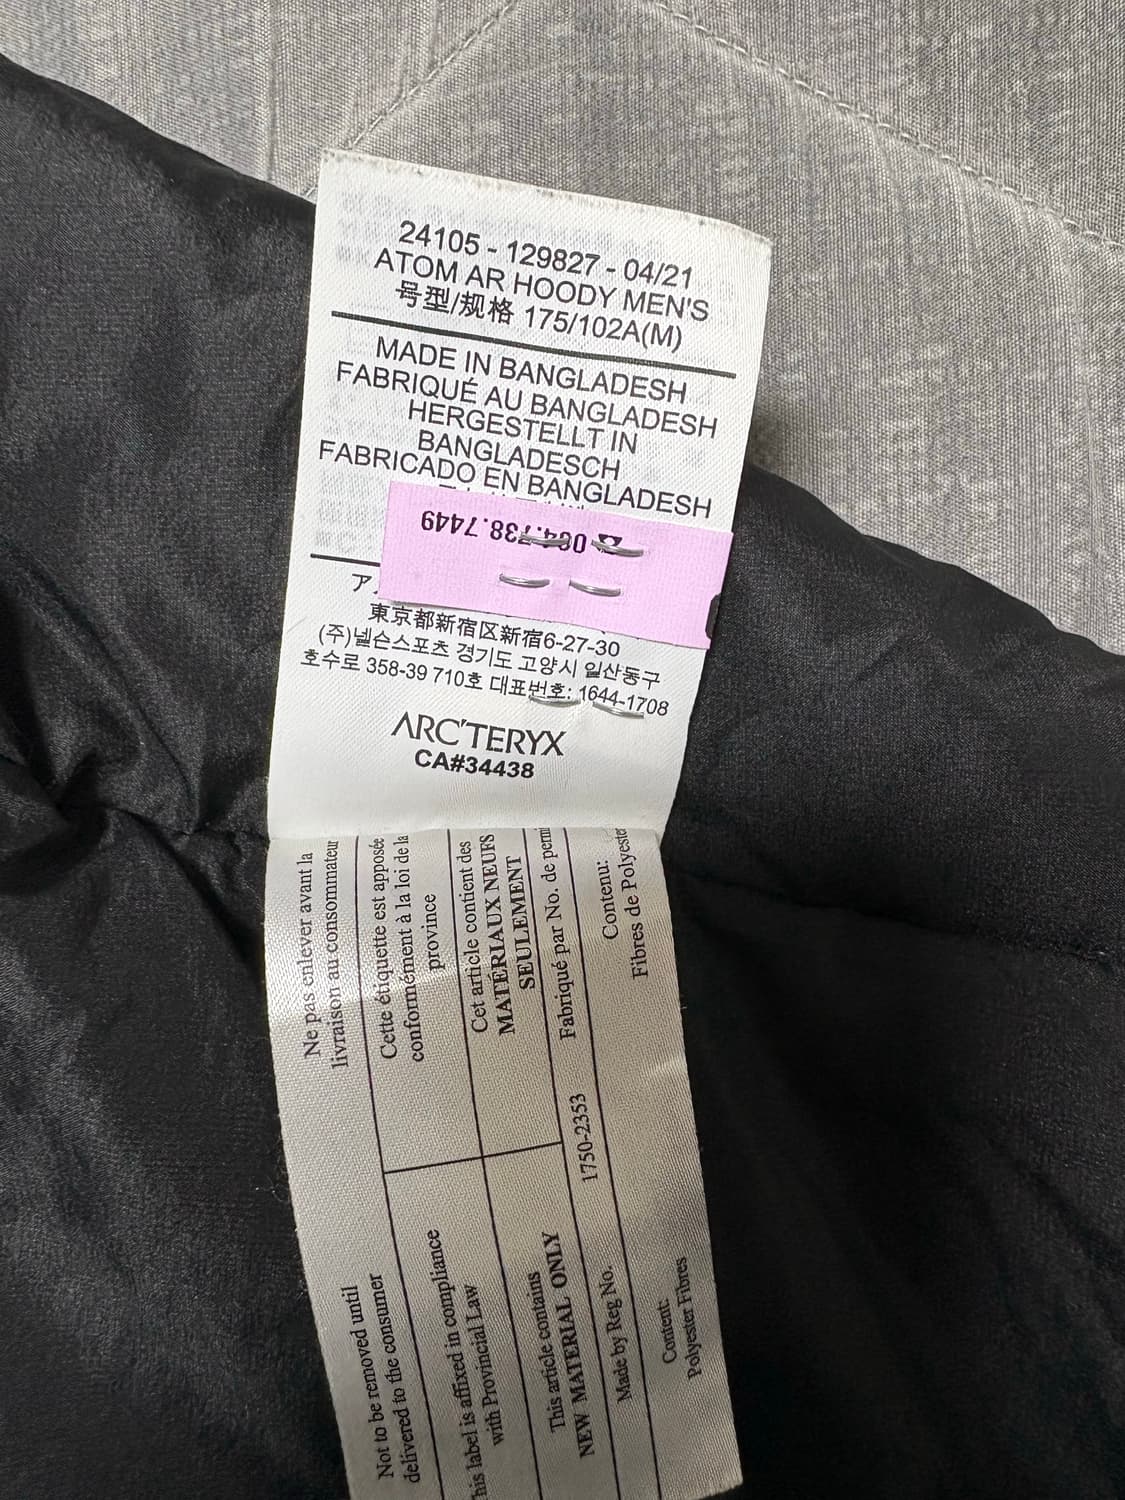 24105 - 129827 - 04/21
ATOM AR HOODY MEN'S
号型/规格 175/102A(M)
MADE IN BANGLADESH
FABRIQUÉ AU BANGLADESH
HERGESTELLT IN
BANGLADESCH
FABRICADO EN BANGLADESH
7449
東京都新宿区新宿6-27-30
(주)넬슨스포츠 경기도 고양시 일산동구
호수로 358-39 710호 대표번호: 1644-1708
ARC'TERYX
CA#34438
Ne pas enlever avant la
livraison au consommateur
Cette étiquette est apposée
conformément à la loi de la
province
Cet article contient des
MATÉRIAUX NEUFS
SEULEMENT
Fabriqué par No. de
1750-2353
Contenu:
Fibres de
Not to be removed until
delivered to the consumer
label is affixed in compliance
with Provincial Law
This article contains
NEW MATERIAL ONLY
Made by Reg No.
Content:
Polyester Fibres